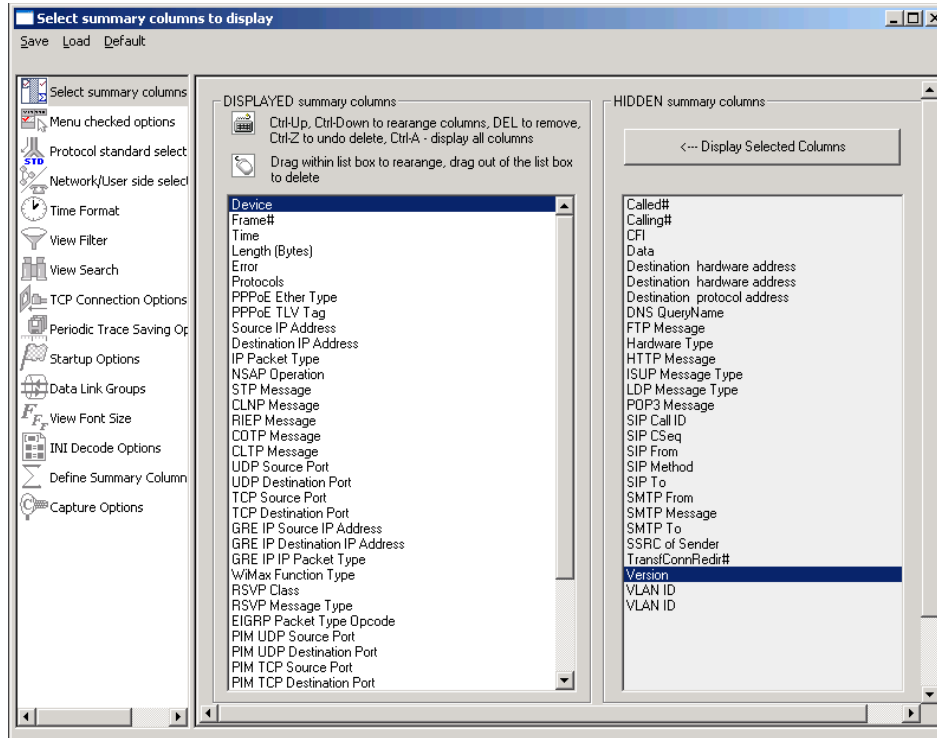 Select summary columns to display
Save Load Default
Select summary columns
Menu checked options
STD
Protocol standard select
Network/User side select
Time Format
View Filter
View Search
TCP Connection Options
Periodic Trace Saving Op
Startup Options
Data Link Groups
View Font Size
INI Decode Options
Define Summary Column
Capture Options
DISPLAYED summary columns
Ctrl-Up, Ctrl-Down to rearrange columns, DEL to remove,
Ctrl-Z to undo delete, Ctrl-A - display all columns
Drag within list box to rearrange, drag out of the list box
to delete
Device
Frame#
Time
Length (Bytes)
Error
Protocols
PPPoE Ether Type
PPPoE TLV Tag
Source IP Address
Destination IP Address
IP Packet Type
NSAP Operation
STP Message
CLNP Message
RIEP Message
COTP Message
CLTP Message
UDP Source Port
UDP Destination Port
TCP Source Port
TCP Destination Port
GRE IP Source IP Address
GRE IP Destination IP Address
GRE IP IP Packet Type
WiMax Function Type
RSVP Class
RSVP Message Type
EIGRP Packet Type Opcode
PIM UDP Source Port
PIM UDP Destination Port
PIM TCP Source Port
PIM TCP Destination Port
HIDDEN summary columns
<--- Display Selected Columns
Called#
Calling#
CFI
Data
Destination hardware address
Destination hardware address
Destination protocol address
DNS QueryName
FTP Message
Hardware Type
HTTP Message
ISUP Message Type
LDP Message Type
POP3 Message
SIP Call ID
SIP CSeq
SIP From
SIP Method
SIP To
SMTP From
SMTP Message
SMTP To
SSRC of Sender
TransfConnRedir#
Version
VLAN ID
VLAN ID